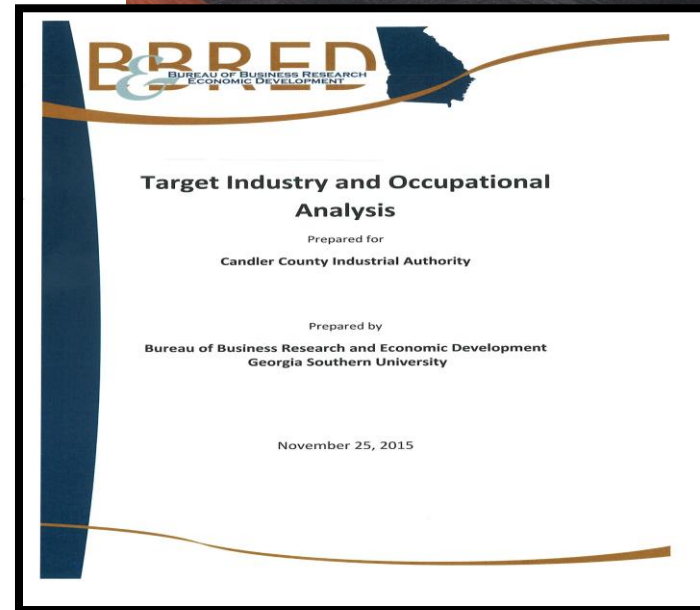 BBRED
&
BUREAU OF BUSINESS RESEARCH
ECONOMIC DEVELOPMENT
Target Industry and Occupational
Analysis
Prepared for
Candler County Industrial Authority
Prepared by
Bureau of Business Research and Economic Development
Georgia Southern University
November 25, 2015